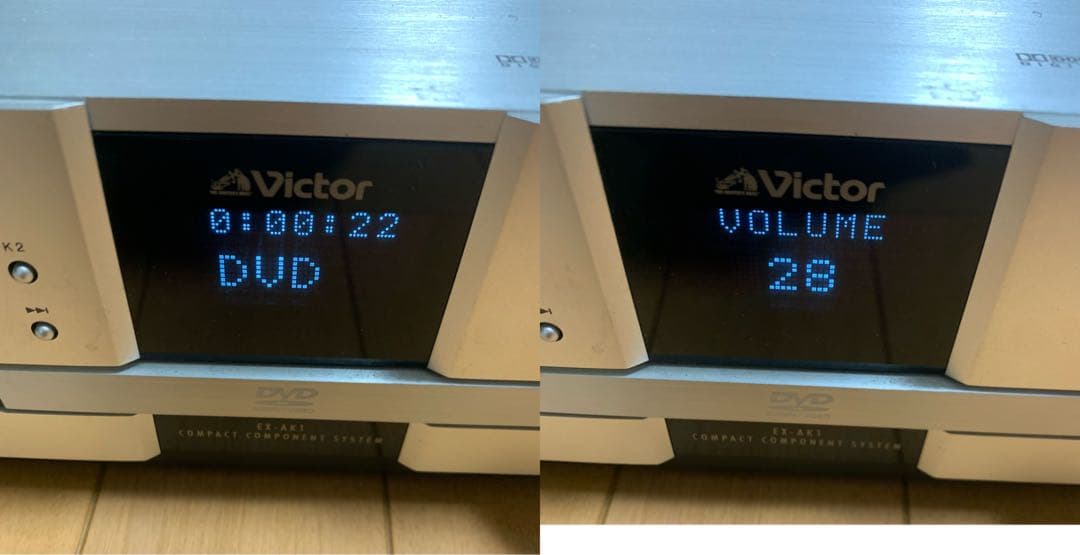 Victor
0:00:22
DVD
K2
DVD
EX-AK1
COMPACT COMPONENT SYSTEM
Victor
VOLUME
28
DVD
EX-AK1
COMPACT COMPONENT SYSTEM